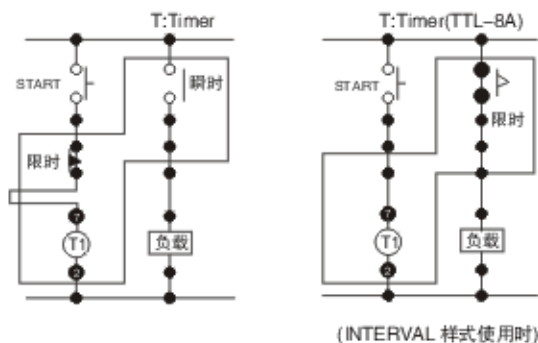 T:Timer
T:Timer(TTL-8A)
START
瞬时
START
限时
限时
7
7
T1
负载
T1
负载
2
2
(INTERVAL 样式使用时)